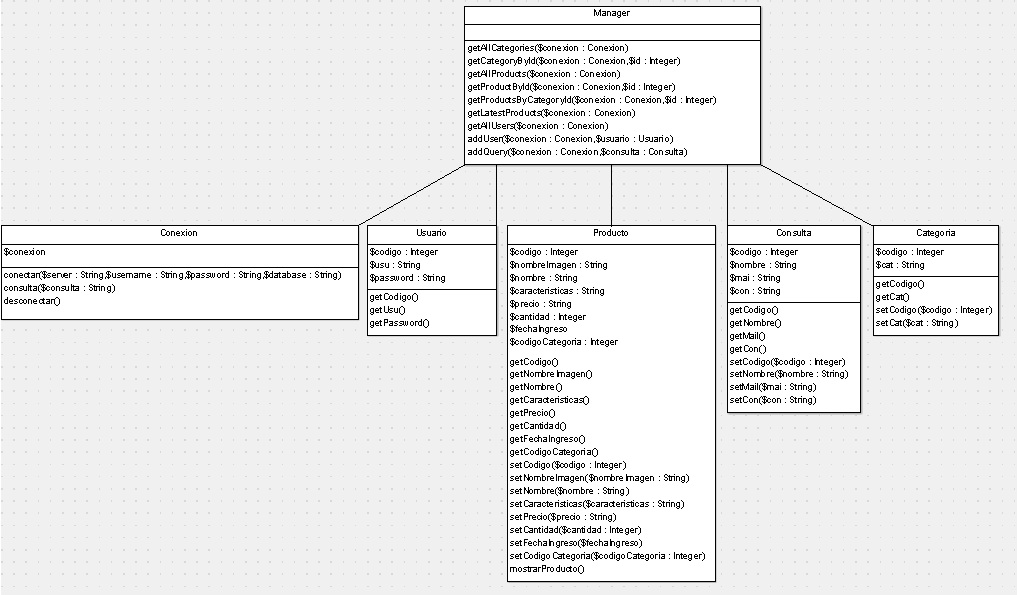 Manager
getAllCategories($conexion : Conexion)
getCategoryById($conexion : Conexion,$id : Integer)
getAllProducts($conexion : Conexion)
getProductById($conexion : Conexion,$id : Integer)
getProductsByCategoryId($conexion : Conexion,$id : Integer)
getLatestProducts($conexion : Conexion)
getAllUsers($conexion : Conexion)
addUser($conexion : Conexion,$usuario : Usuario)
addQuery($conexion : Conexion,$consulta : Consulta)
Conexion
$conexion
conectar($server : String,$username : String,$password : String,$database : String)
consulta($consulta : String)
desconectar()
Usuario
$codigo : Integer
$usu : String
$password : String
getCodigo()
getUsu()
getPassword()
Producto
$codigo : Integer
$nombreImagen : String
$nombre : String
$caracteristicas : String
$precio : String
$cantidad : Integer
$fechaIngreso
$codigoCategoria : Integer
getCodigo()
getNombreImagen()
getNombre()
getCaracteristicas()
getPrecio()
getCantidad()
getFechaIngreso()
getCodigoCategoria()
setCodigo($codigo : Integer)
setNombreImagen($nombreImagen : String)
setNombre($nombre : String)
setCaracteristicas($caracteristicas : String)
setPrecio($precio : String)
setCantidad($cantidad : Integer)
setFechaIngreso($fechaIngreso)
setCodigoCategoria($codigoCategoria : Integer)
mostrarProducto()
Consulta
$codigo : Integer
$nombre : String
$mai : String
$con : String
getCodigo()
getNombre()
getMail()
getCon()
setCodigo($codigo : Integer)
setNombre($nombre : String)
setMail($mai : String)
setCon($con : String)
Categoria
$codigo : Integer
$cat : String
getCodigo()
getCat()
setCodigo($codigo : Integer)
setCat($cat : String)